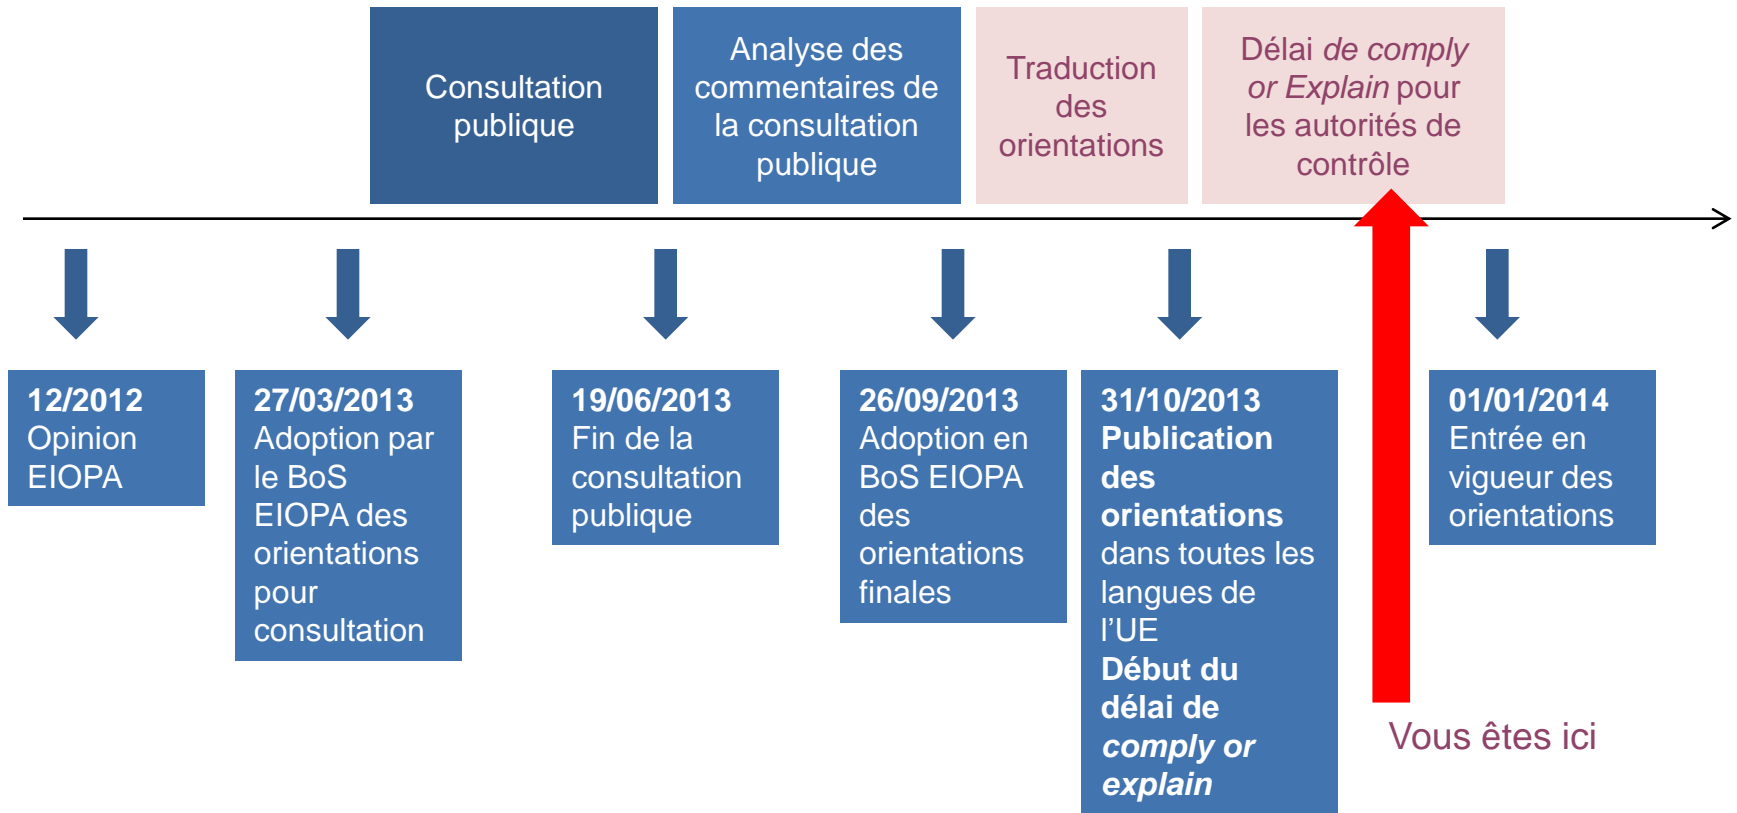 Consultation
publique
Analyse des
commentaires de
la consultation
publique
Traduction
des
orientations
Délai de comply
or Explain pour
les autorités de
contrôle
12/2012
Opinion
EIOPA
27/03/2013
Adoption par
le BoS
EIOPA des
orientations
pour
consultation
19/06/2013
Fin de la
consultation
publique
26/09/2013
Adoption en
BoS EIOPA
des
orientations
finales
31/10/2013
Publication
des
orientations
dans toutes les
langues de
l’UE
Début du
délai de
comply or
explain
01/01/2014
Entrée en
vigueur des
orientations
Vous êtes ici